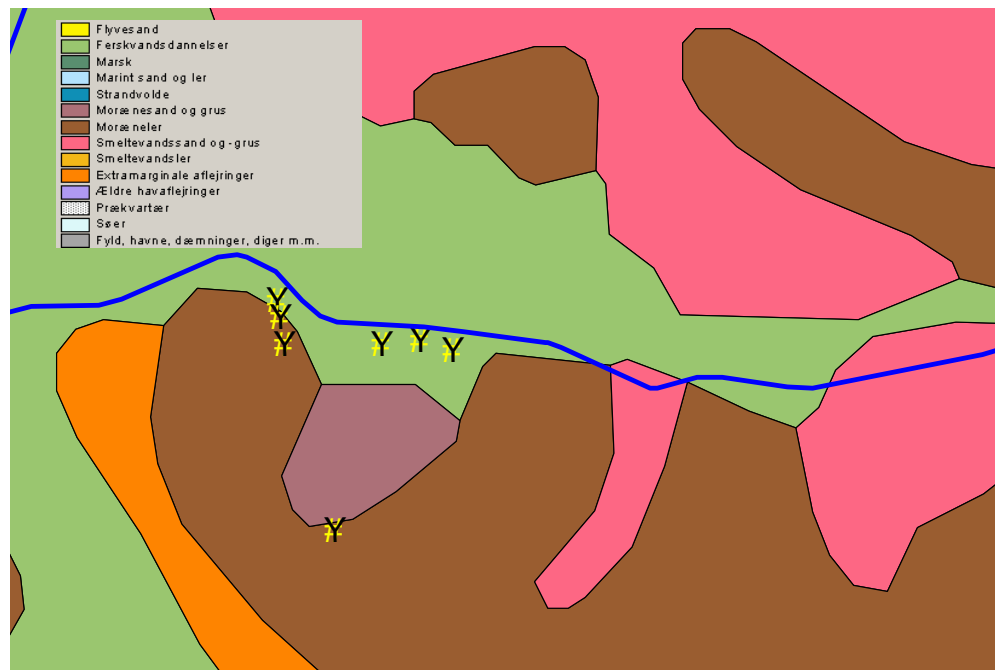 Flyvesand
Ferskvandsdannelser
Marsk
Marint sand og ler
Strandvolde
Morænesand og grus
Moræneler
Smeltevandssand og -grus
Smeltevandsler
Extramarginale aflejringer
Ældre havaflejringer
Prækvartær
Søer
Fyld, havne, dæmninger, diger m.m.